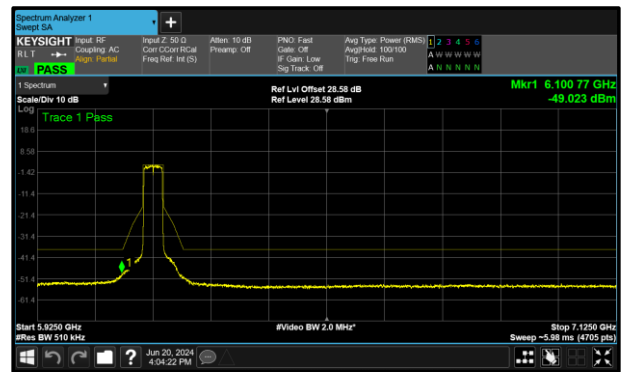 Spectrum Analyzer 1
Swept SA
+
KEYSIGHT Input: RF Input Z: 50 Ω Atten: 10 dB PNO: Fast Avg Type: Power (RMS) 1 2 3 4 5 6
RLT Coupling: AC Corr CCorr RCal Preamp: Off Gate: Off Avg|Hold: 100/100 A W W W W W
Align: Partial Freq Ref: Int (S) IF Gain: Low Trig: Free Run
LXI PASS Sig Track: Off A N N N N N
1 Spectrum Ref Lvl Offset 28.58 dB Mkr1 6.100 77 GHz
Scale/Div 10 dB Ref Level 28.58 dBm -49.023 dBm
Log
Trace 1 Pass
18.6
8.58
-1.42
-11.4
-21.4
-31.4
-41.4
1
-51.4
-61.4
Start 5.9250 GHz #Video BW 2.0 MHz* Stop 7.1250 GHz
#Res BW 510 kHz Sweep ~5.98 ms (4705 pts)
? Jun 20, 2024
4:04:22 PM